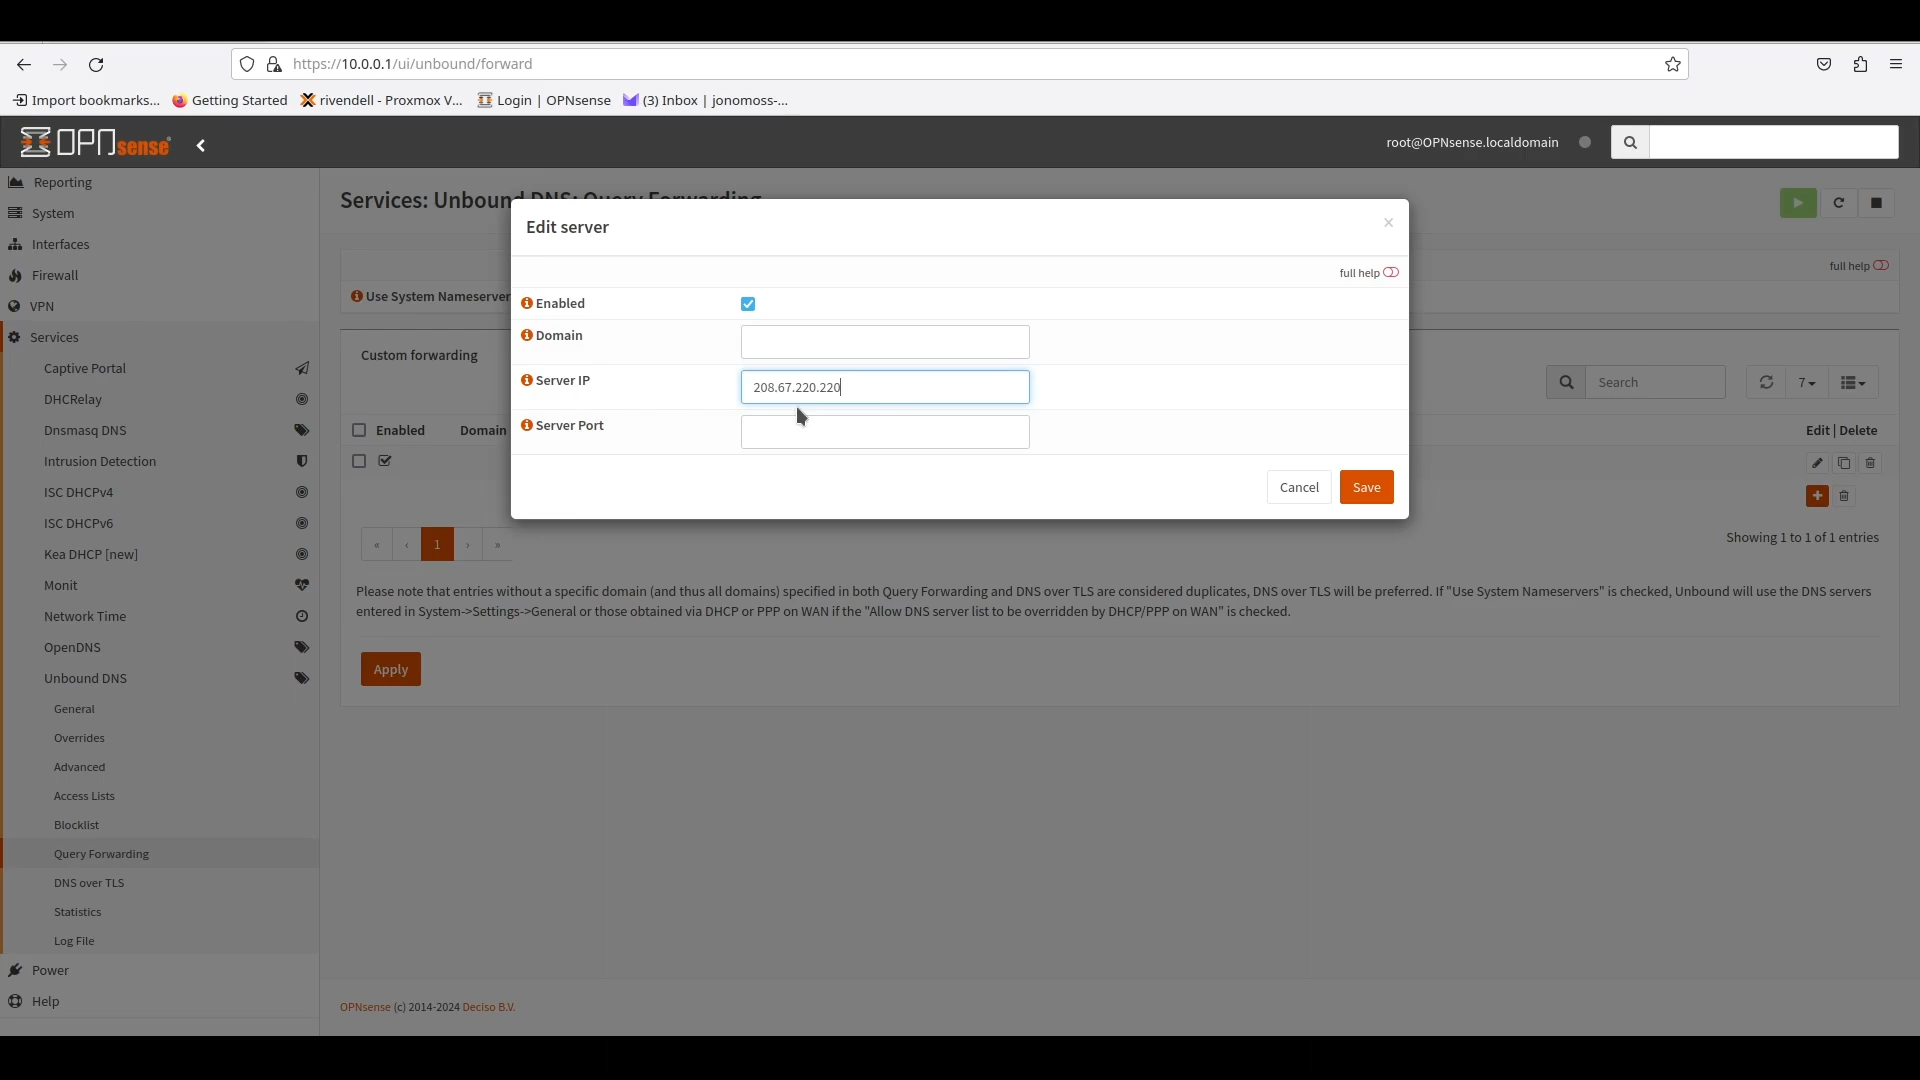 https://10.0.0.1/ui/unbound/forward
Import bookmarks...
Getting Started
rivendell - Proxmox V...
Login | OPNsense
(3) Inbox | jonomoss-...
OPNsense
root@OPNsense.localdomain
Reporting
System
Interfaces
Firewall
VPN
Services
Captive Portal
DHCRelay
Dnsmasq DNS
Intrusion Detection
ISC DHCPv4
ISC DHCPv6
Kea DHCP [new]
Monit
Network Time
OpenDNS
Unbound DNS
General
Overrides
Advanced
Access Lists
Blocklist
Query Forwarding
DNS over TLS
Statistics
Log File
Power
Help
Services: Unbound DNS: Query Forwarding
full help
Use System Nameserver
Custom forwarding
Search
7
Enabled
Domain
Edit | Delete
« ‹ 1 › »
Showing 1 to 1 of 1 entries
Please note that entries without a specific domain (and thus all domains) specified in both Query Forwarding and DNS over TLS are considered duplicates, DNS over TLS will be preferred. If "Use System Nameservers" is checked, Unbound will use the DNS servers
entered in System->Settings->General or those obtained via DHCP or PPP on WAN if the "Allow DNS server list to be overridden by DHCP/PPP on WAN" is checked.
Apply
Edit server
×
full help
Enabled
Domain
Server IP
208.67.220.220
Server Port
Cancel
Save
OPNsense (c) 2014-2024 Deciso B.V.